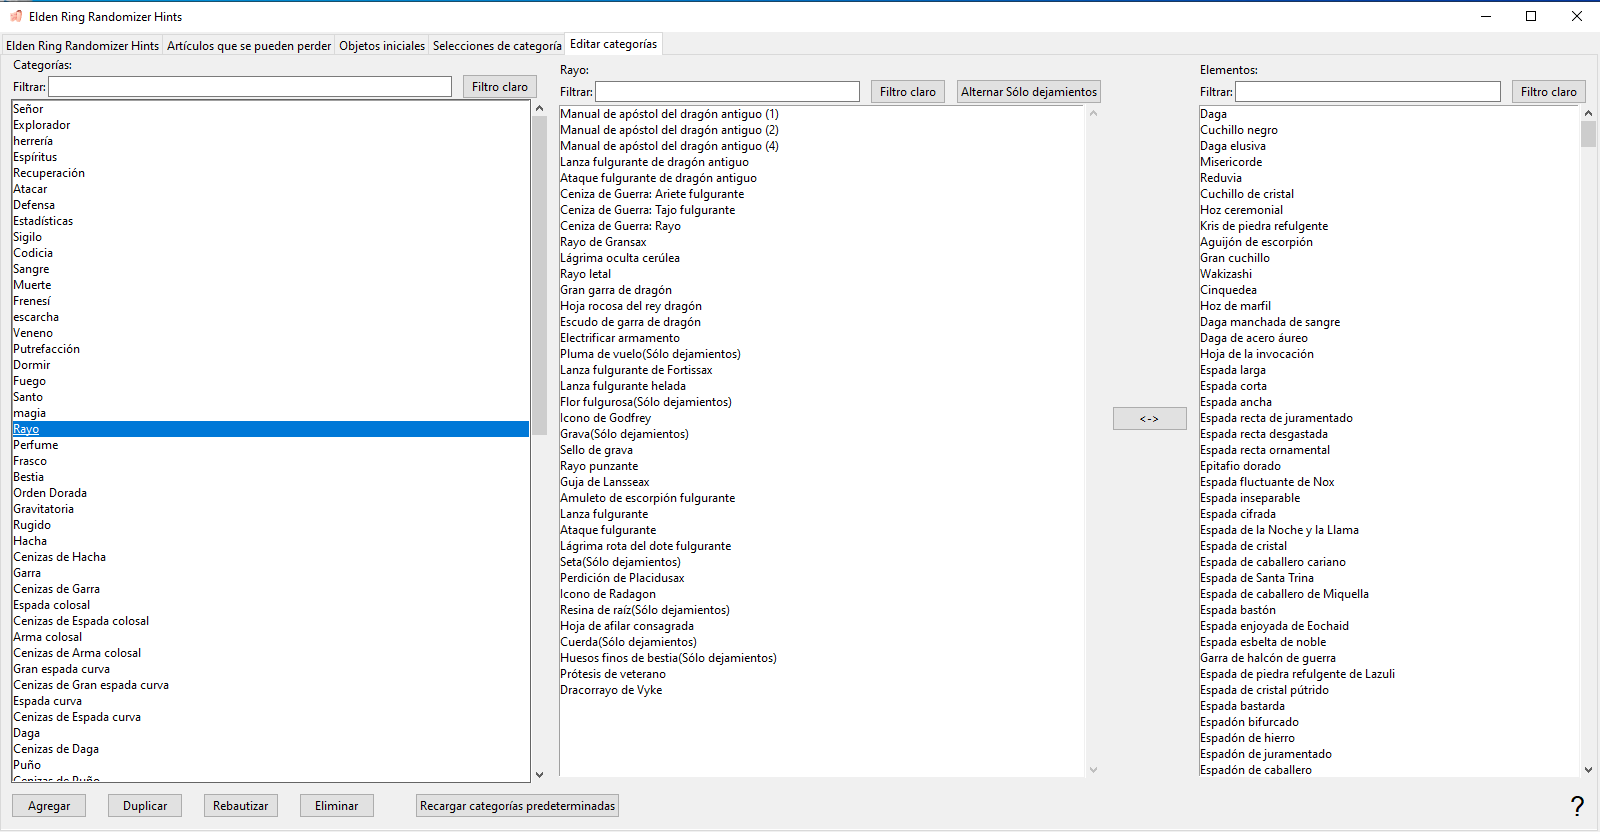 Elden Ring Randomizer Hints
Elden Ring Randomizer Hints
Artículos que se pueden perder
Objetos iniciales
Selecciones de categoría
Editar categorías
Categorías:
Filtrar:
Filtro claro
Señor
Explorador
herrería
Espíritus
Recuperación
Atacar
Defensa
Estadísticas
Sigilo
Codicia
Sangre
Muerte
Frenesí
escarcha
Veneno
Putrefacción
Dormir
Fuego
Santo
magia
Rayo
Perfume
Frasco
Bestia
Orden Dorada
Gravitatoria
Rugido
Hacha
Cenizas de Hacha
Garra
Cenizas de Garra
Espada colosal
Cenizas de Espada colosal
Arma colosal
Cenizas de Arma colosal
Gran espada curva
Cenizas de Gran espada curva
Espada curva
Cenizas de Espada curva
Daga
Cenizas de Daga
Puño
Cenizas de Puño
Agregar
Duplicar
Rebautizar
Eliminar
Recargar categorías predeterminadas
Rayo:
Filtrar:
Filtro claro
Alternar Sólo dejamientos
Manual de apóstol del dragón antiguo (1)
Manual de apóstol del dragón antiguo (2)
Manual de apóstol del dragón antiguo (4)
Lanza fulgurante de dragón antiguo
Ataque fulgurante de dragón antiguo
Ceniza de Guerra: Ariete fulgurante
Ceniza de Guerra: Tajo fulgurante
Ceniza de Guerra: Rayo
Rayo de Gransax
Lágrima oculta cerúlea
Rayo letal
Gran garra de dragón
Hoja rocosa del rey dragón
Escudo de garra de dragón
Electrificar armamento
Pluma de vuelo(Sólo dejamientos)
Lanza fulgurante de Fortissax
Lanza fulgurante helada
Flor fulgurosa(Sólo dejamientos)
Icono de Godfrey
Grava(Sólo dejamientos)
Sello de grava
Rayo punzante
Guja de Lansseax
Amuleto de escorpión fulgurante
Lanza fulgurante
Ataque fulgurante
Lágrima rota del dote fulgurante
Seta(Sólo dejamientos)
Perdición de Placidusax
Icono de Radagon
Resina de raíz(Sólo dejamientos)
Hoja de afilar consagrada
Cuerda(Sólo dejamientos)
Huesos finos de bestia(Sólo dejamientos)
Prótesis de veterano
Dracorrayo de Vyke
<->
Elementos:
Filtrar:
Filtro claro
Daga
Cuchillo negro
Daga elusiva
Misericorde
Reduvia
Cuchillo de cristal
Hoz ceremonial
Kris de piedra refulgente
Aguijón de escorpión
Gran cuchillo
Wakizashi
Cinquedea
Hoz de marfil
Daga manchada de sangre
Daga de acero áureo
Hoja de la invocación
Espada larga
Espada corta
Espada ancha
Espada recta de juramentado
Espada recta desgastada
Espada recta ornamental
Epitafio dorado
Espada fluctuante de Nox
Espada inseparable
Espada cifrada
Espada de la Noche y la Llama
Espada de cristal
Espada de caballero cariano
Espada de Santa Trina
Espada de caballero de Miquella
Espada bastón
Espada enjoyada de Eochaid
Espada esbelta de noble
Garra de halcón de guerra
Espada de piedra refulgente de Lazuli
Espada de cristal pútrido
Espada bastarda
Espadón bifurcado
Espadón de hierro
Espadón de juramentado
Espadón de caballero
?